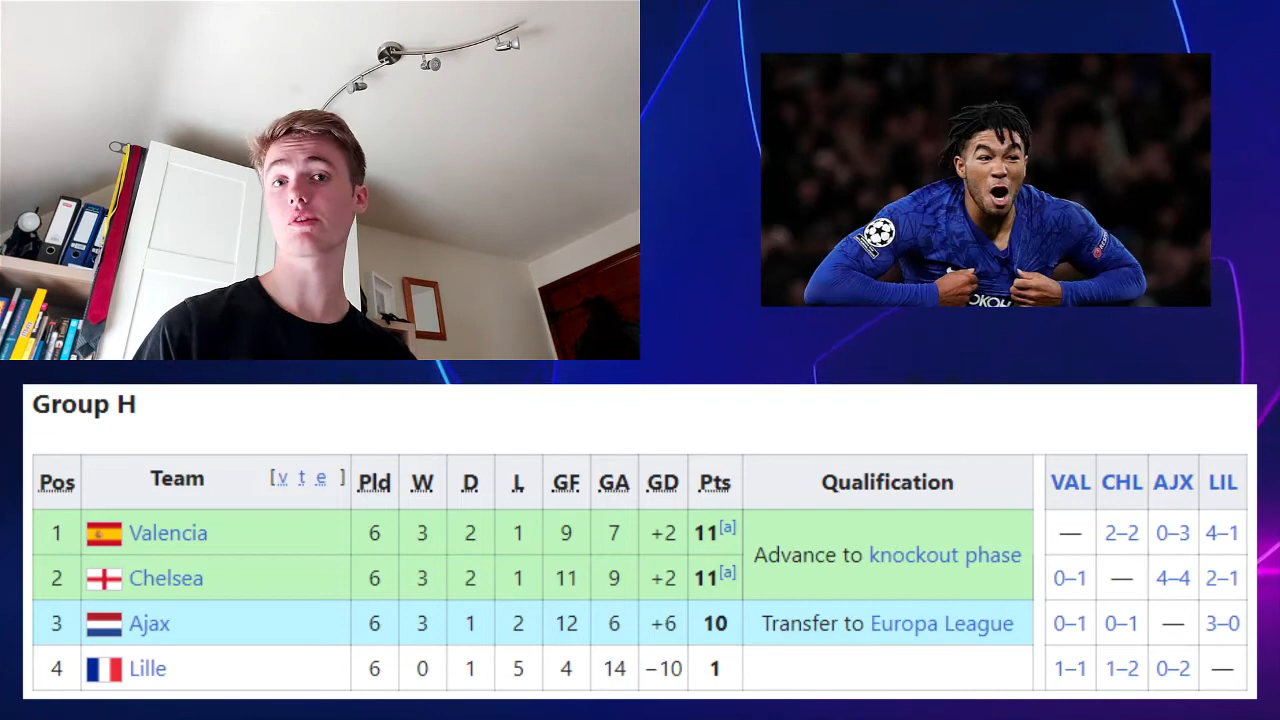 OKOH
Group H
Pos Team [ v t e ] Pld W D L GF GA GD Pts Qualification VAL CHL AJX LIL
1 Valencia 6 3 2 1 9 7 +2 11[a] Advance to knockout phase — 2–2 0–3 4–1
2 Chelsea 6 3 2 1 11 9 +2 11[a] 0–1 — 4–4 2–1
3 Ajax 6 3 1 2 12 6 +6 10 Transfer to Europa League 0–1 0–1 — 3–0
4 Lille 6 0 1 5 4 14 −10 1 1–1 1–2 0–2 —